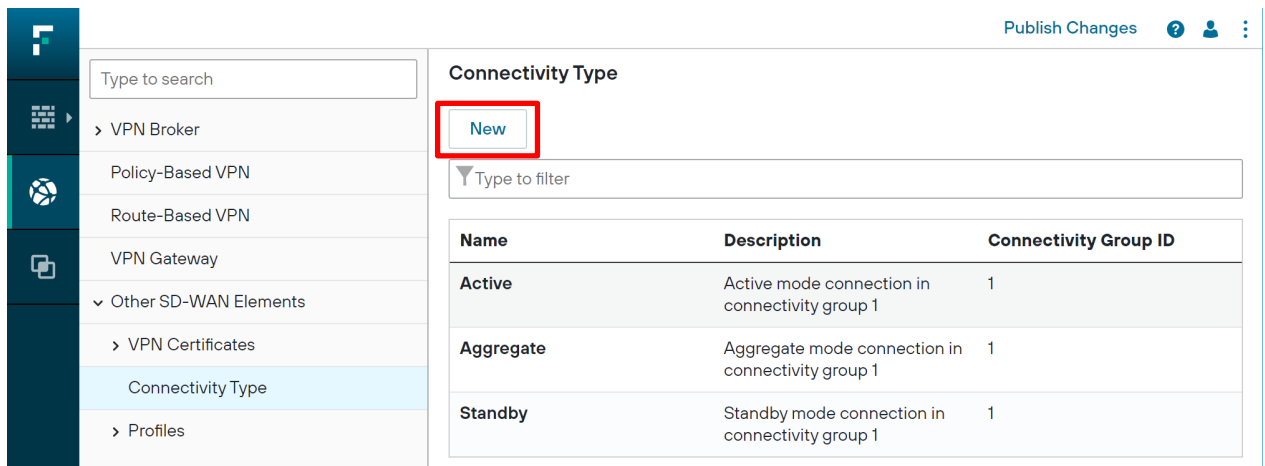 Publish Changes
Type to search
VPN Broker
Policy-Based VPN
Route-Based VPN
VPN Gateway
Other SD-WAN Elements
VPN Certificates
Connectivity Type
Profiles
Connectivity Type
New
Type to filter
Name Description Connectivity Group ID
Active Active mode connection in 1
connectivity group 1
Aggregate Aggregate mode connection in 1
connectivity group 1
Standby Standby mode connection in 1
connectivity group 1